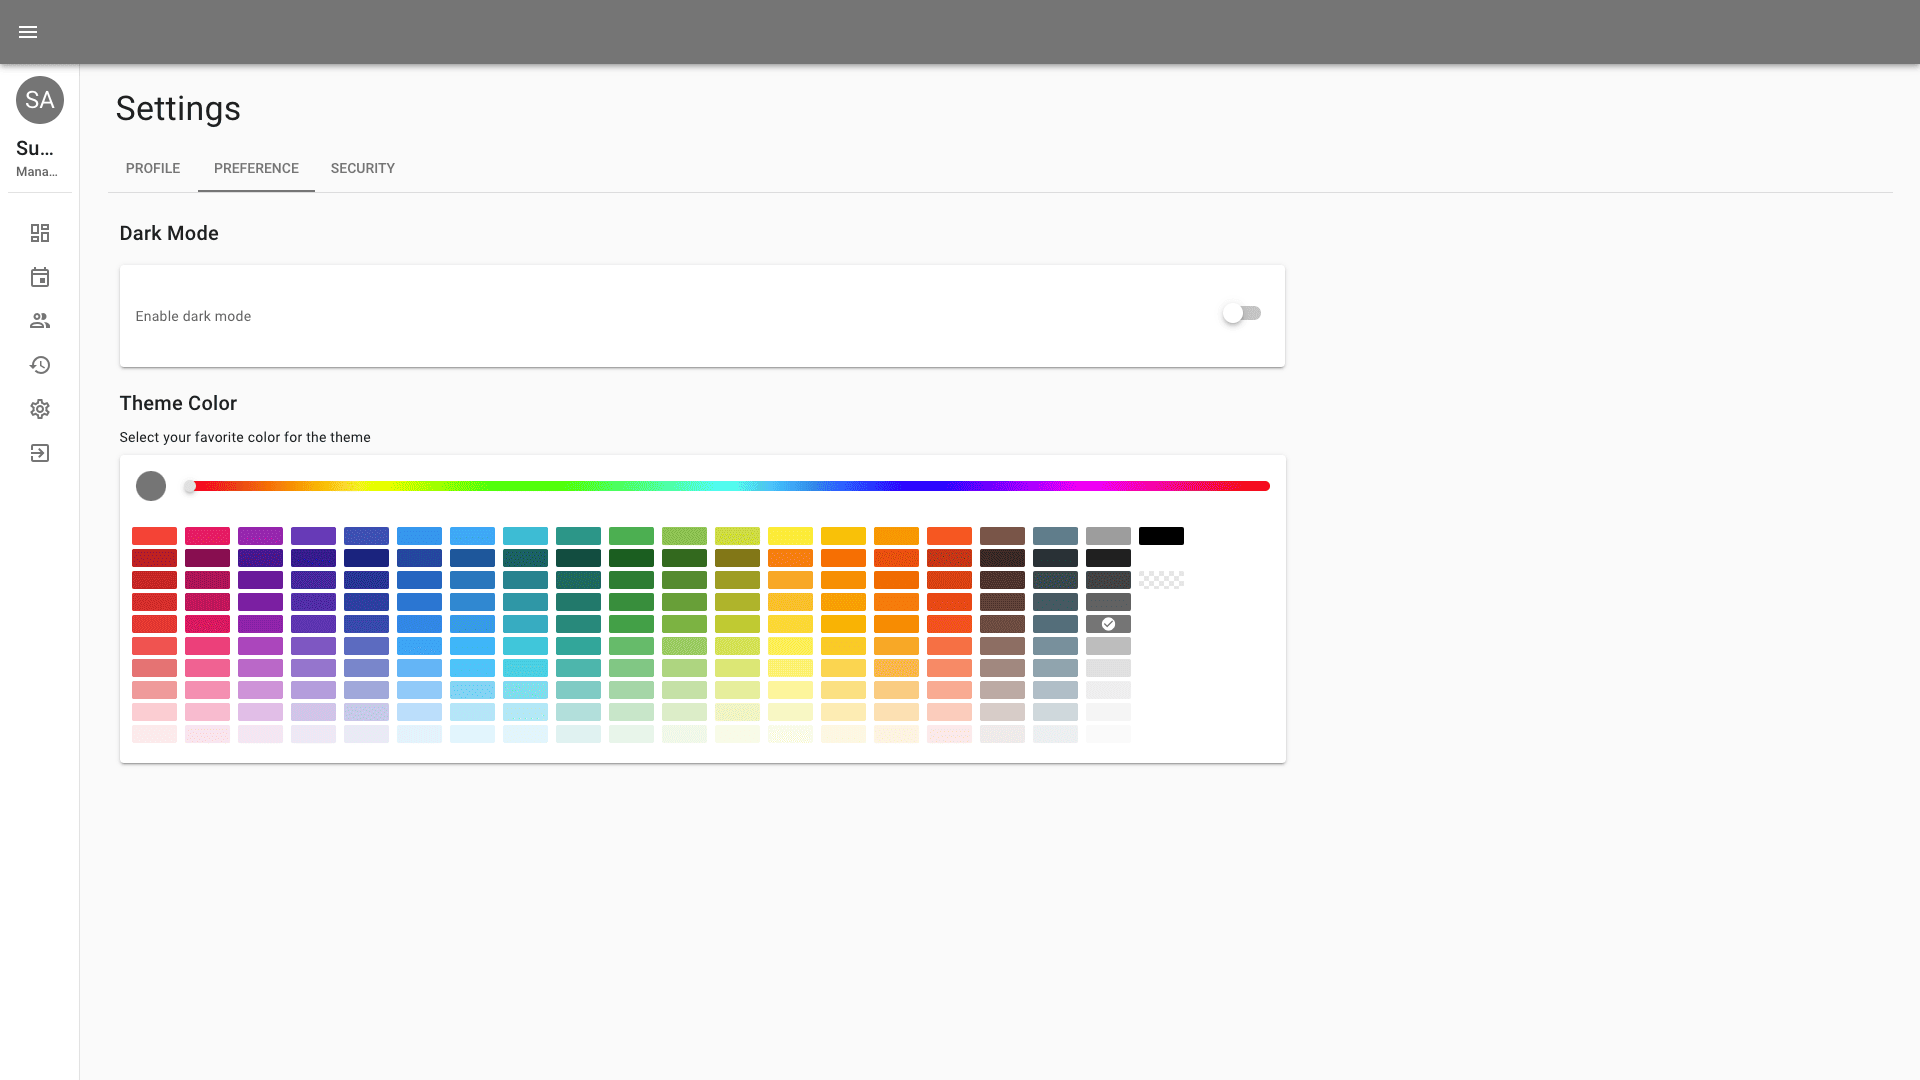 SA
Su...
Mana...
Settings
PROFILE
PREFERENCE
SECURITY
Dark Mode
Enable dark mode
Theme Color
Select your favorite color for the theme